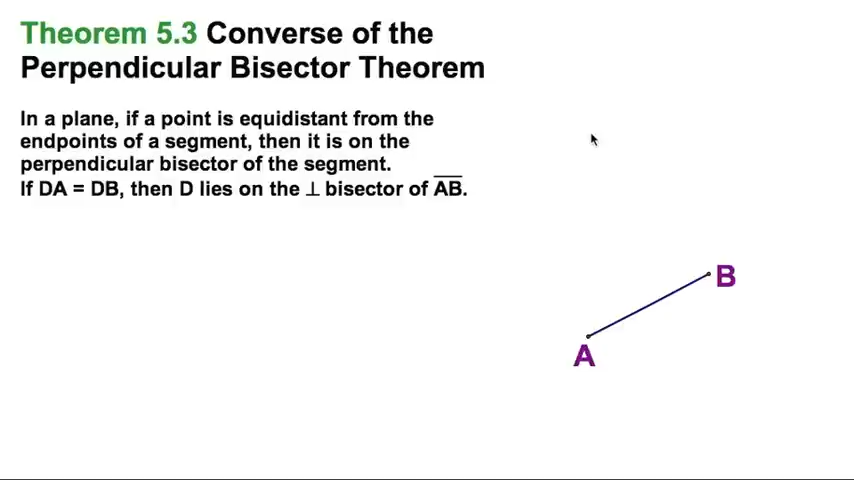 Theorem 5.3 Converse of the
Perpendicular Bisector Theorem
In a plane, if a point is equidistant from the
endpoints of a segment, then it is on the
perpendicular bisector of the segment.
If DA = DB, then D lies on the ⊥ bisector of A̅B̅.
B
A